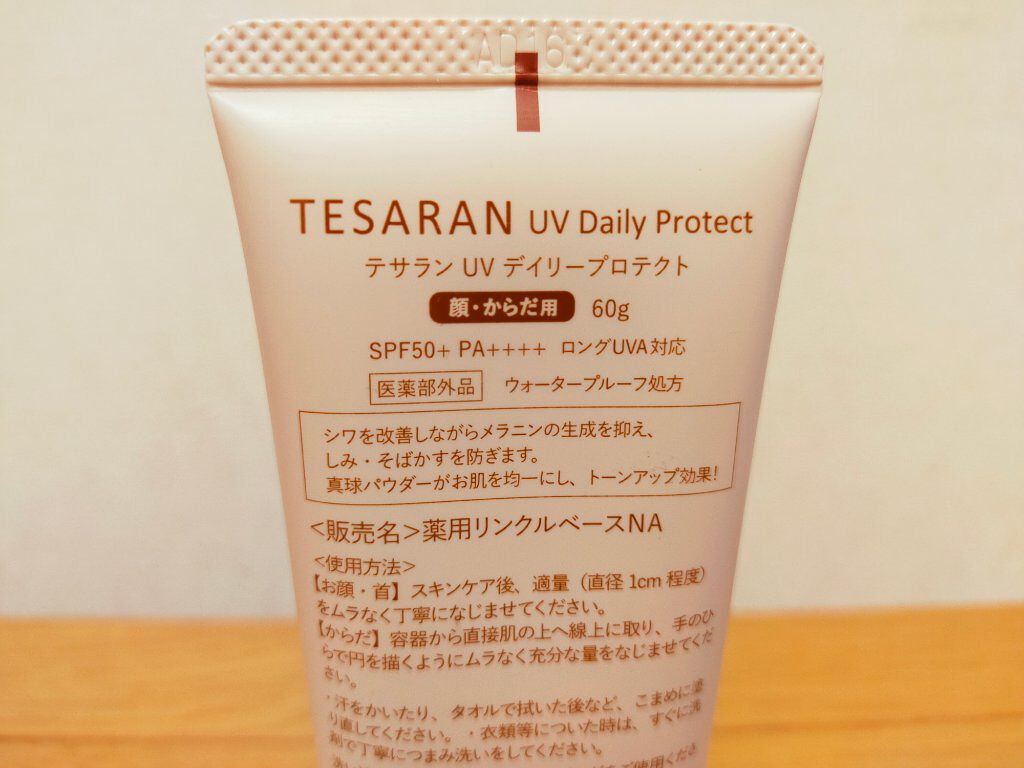 AD16
TESARAN UV Daily Protect
テサラン UV デイリープロテクト
顔・からだ用 60g
SPF50+ PA++++ ロングUVA対応
医薬部外品 ウォータープルーフ処方
シワを改善しながらメラニンの生成を抑え、
しみ・そばかすを防ぎます。
真球パウダーがお肌を均一にし、トーンアップ効果!
<販売名>薬用リンクルベースNA
<使用方法>
【お顔・首】スキンケア後、適量（直径1cm程度）
をムラなく丁寧になじませてください。
【からだ】容器から直接肌の上へ線上に取り、手のひ
らで円を描くようにムラなく充分な量をなじませてくだ
さい。
・汗をかいたり、タオルで拭いた後など、こまめに塗
り直してください。・衣類等についた時は、すぐに洗
剤で丁寧につまみ洗いをしてください。
ご使用くださ